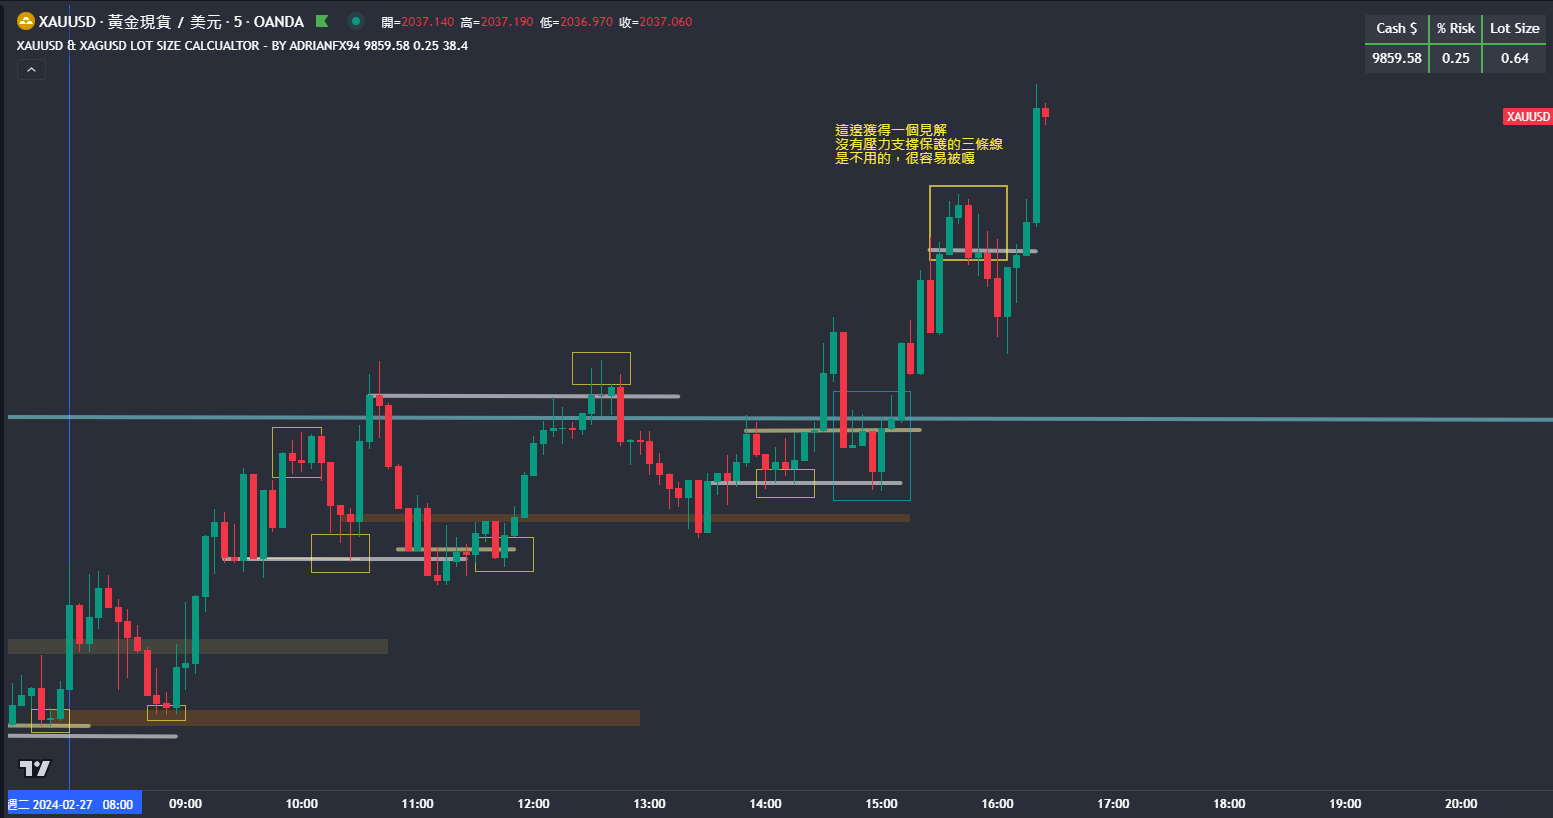 XAUUSD · 黃金現貨 / 美元 · 5 · OANDA 開=2037.140 高=2037.190 低=2036.970 收=2037.060
XAUUSD & XAGUSD LOT SIZE CALCUALTOR - BY ADRIANFX94 9859.58 0.25 38.4
Cash $ % Risk Lot Size
9859.58 0.25 0.64
XAUUSD
這邊獲得一個見解
沒有壓力支撐保護的三條線
是不用的，很容易被嘎
週二 2024-02-27 08:00 09:00 10:00 11:00 12:00 13:00 14:00 15:00 16:00 17:00 18:00 19:00 20:00